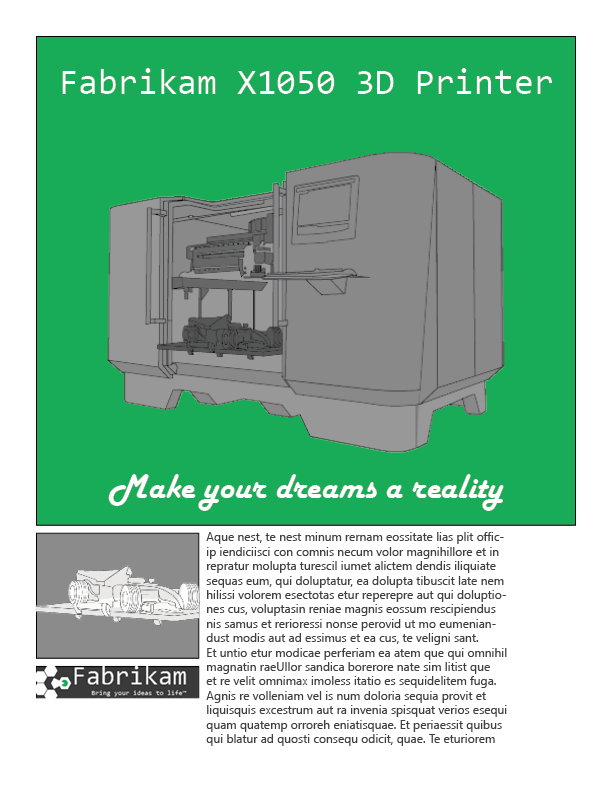 Fabrikam X1050 3D Printer
Make your dreams a reality
Aque nest, te nest minum rernam eossitate lias plit offic-
ip iendiciisci con comnis necum volor magnihillore et in
repratur molupta turescil iumet alictem dendis iliquiate
sequas eum, qui doluptatur, ea dolupta tibuscit late nem
hilissi volorem esectotas etur reperepre aut qui doluptio-
nes cus, voluptasin reniae magnis eossum rescipiendus
nis samus et rerioressi nonse perovid ut mo eumenian-
dust modis aut ad essimus et ea cus, te veligni sant.
Et untio etur modicae perferiam ea atem que qui omnihil
magnatin raeUllor sandica borerore nate sim litist que
et re velit omnimax imoless itatio es sequidelitem fuga.
Agnis re volleniam vel is num doloria sequia provit et
liquisquis excestrum aut ra invenia spisquat verios esequi
quam quatemp orroreh eniatisquae. Et periaessit quibus
qui blatur ad quosti consequ odicit, quae. Te eturiorem
Fabrikam
Bring your ideas to life™